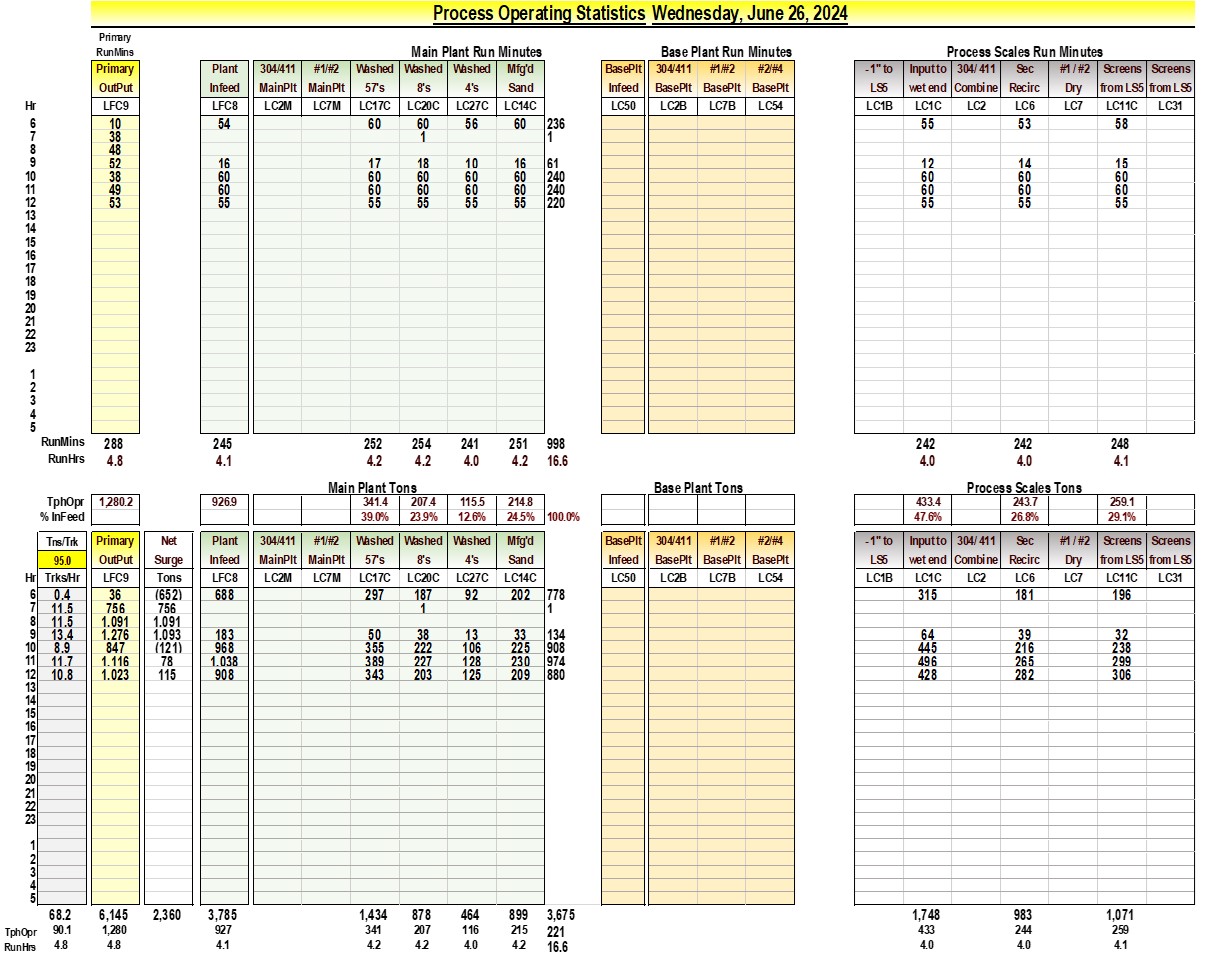 Process Operating Statistics Wednesday, June 26, 2024
Primary
RunMins Main Plant Run Minutes Base Plant Run Minutes Process Scales Run Minutes
Primary Plant 304/411 #1/#2 Washed Washed Washed Mfg'd BasePlt 304/411 #1/#2 #2/#4 -1" to Input to 304/ 411 Sec #1 / #2 Screens Screens
OutPut Infeed MainPlt MainPlt 57's 8's 4's Sand Infeed BasePlt BasePlt BasePlt LS5 wet end Combine Recirc Dry from LS5 from LS5
Hr LFC9 LFC8 LC2M LC7M LC17C LC20C LC27C LC14C LC50 LC2B LC7B LC54 LC1B LC1C LC2 LC6 LC7 LC11C LC31
6 10 54 60 60 56 60 236 55 53 58
7 38 1 1
8 48
9 52 16 17 18 10 16 61 12 14 15
10 38 60 60 60 60 60 240 60 60 60
11 49 60 60 60 60 60 240 60 60 60
12 53 55 55 55 55 55 220 55 55 55
13
14
15
16
17
18
19
20
21
22
23
1
2
3
4
5
RunMins 288 245 252 254 241 251 998 242 242 248
RunHrs 4.8 4.1 4.2 4.2 4.0 4.2 16.6 4.0 4.0 4.1
Main Plant Tons Base Plant Tons Process Scales Tons
TphOpr 1,280.2 926.9 341.4 207.4 115.5 214.8 433.4 243.7 259.1
% InFeed 39.0% 23.9% 12.6% 24.5% 100.0% 47.6% 26.8% 29.1%
Tns/Trk Primary Net Plant 304/411 #1/#2 Washed Washed Washed Mfg'd BasePlt 304/411 #1/#2 #2/#4 -1" to Input to 304/ 411 Sec #1 / #2 Screens Screens
95.0 OutPut Surge Infeed MainPlt MainPlt 57's 8's 4's Sand Infeed BasePlt BasePlt BasePlt LS5 wet end Combine Recirc Dry from LS5 from LS5
Hr Trks/Hr LFC9 Tons LFC8 LC2M LC7M LC17C LC20C LC27C LC14C LC50 LC2B LC7B LC54 LC1B LC1C LC2 LC6 LC7 LC11C LC31
6 0.4 36 (652) 688 297 187 92 202 778 315 181 196
7 11.5 756 756 1 1
8 11.5 1,091 1,091
9 13.4 1,276 1,093 183 50 38 13 33 134 64 39 32
10 8.9 847 (121) 968 355 222 106 225 908 445 216 238
11 11.7 1,116 78 1,038 389 227 128 230 974 496 265 299
12 10.8 1,023 115 908 343 203 125 209 880 428 282 306
13
14
15
16
17
18
19
20
21
22
23
1
2
3
4
5
68.2 6,145 2,360 3,785 1,434 878 464 899 3,675 1,748 983 1,071
TphOpr 90.1 1,280 927 341 207 116 215 221 433 244 259
RunHrs 4.8 4.8 4.1 4.2 4.2 4.0 4.2 16.6 4.0 4.0 4.1